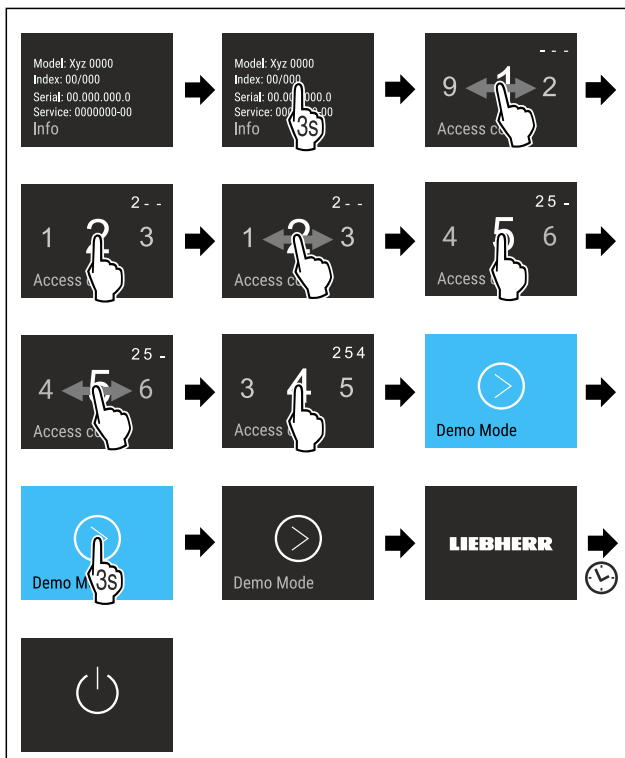 Model: Xyz 0000
Index: 00/000
Serial: 00.000.000.0
Service: 0000000-00
Info
Model: Xyz 0000
Index: 00/000
Serial: 00.000.0
Service: 00-00
Info
3s
- - -
9 1 2
Access
2 - -
1 2 3
Access
2 - -
1 2 3
Access
2 5 -
4 5 6
Access
2 5 -
4 5 6
Access
2 5 4
3 4 5
Access
Demo Mode
Demo
3s
Demo Mode
LIEBHERR